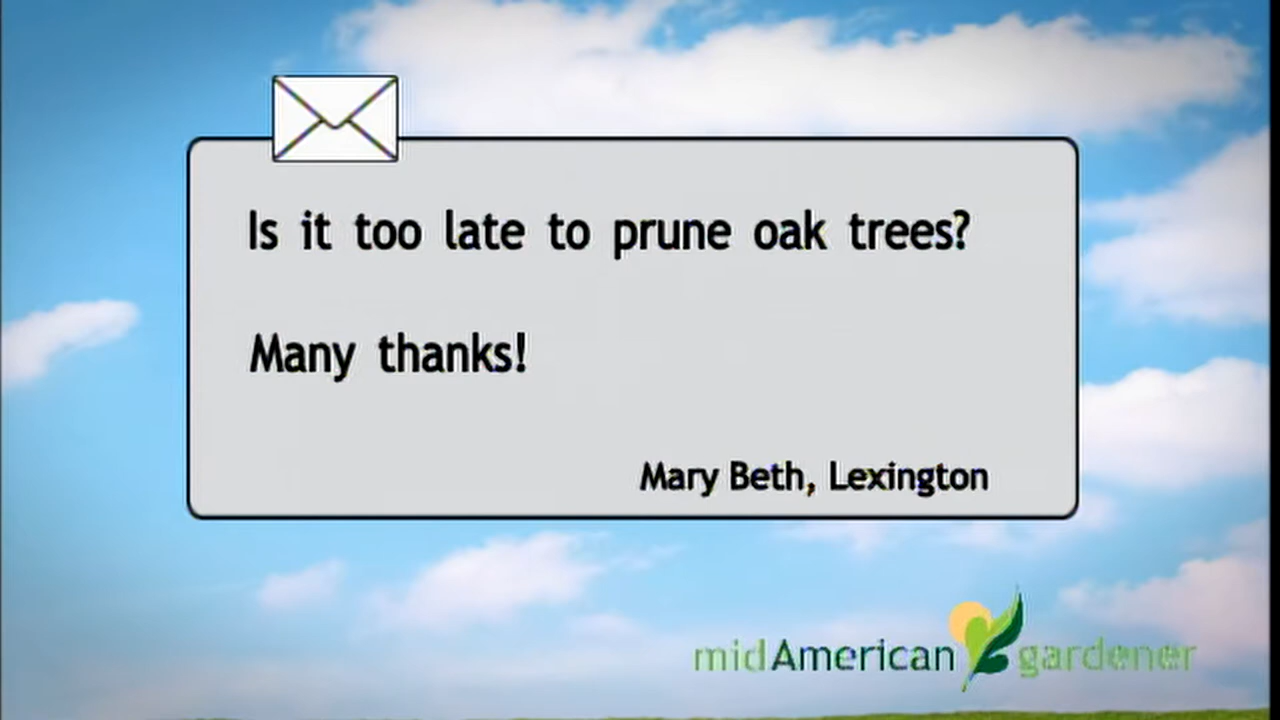 Is it too late to prune oak trees?
Many thanks!
Mary Beth, Lexington
midAmerican gardener